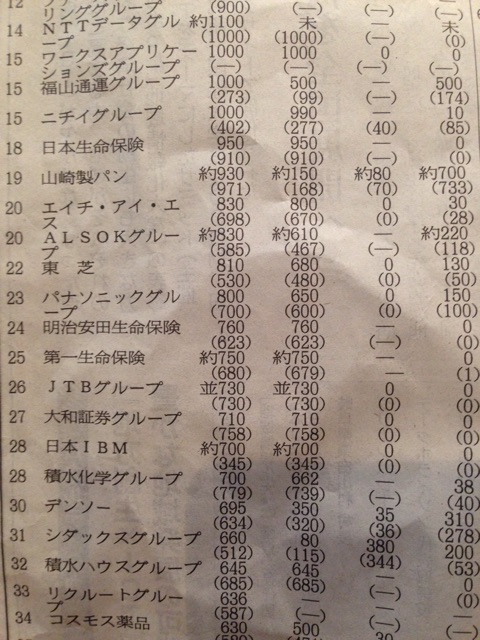 12
リンググループ (900) (—) (—) (—)
14 NTTデータグループ 約1100 未 — 未
(1000) (1000) (—) (0)
15 ワークスアプリケーションズグループ 1000 1000 0 0
(—) (—) (—) (—)
15 福山通運グループ 1000 500 — 500
(273) (99) (—) (174)
15 ニチイグループ 1000 990 — 10
(402) (277) (40) (85)
18 日本生命保険 950 950 — 0
(910) (910) (—) (0)
19 山崎製パン 約930 約150 約80 約700
(971) (168) (70) (733)
20 エイチ・アイ・エス 830 800 0 30
(698) (670) (0) (28)
20 ALSOKグループ 約830 約610 — 約220
(585) (467) (—) (118)
22 東 芝 810 680 0 130
(530) (480) (0) (50)
23 パナソニックグループ 800 650 0 150
(700) (600) (0) (100)
24 明治安田生命保険 760 760 — 0
(623) (623) (—) (0)
25 第一生命保険 約750 約750 — 0
(680) (679) — (1)
26 JTBグループ 並730 並730 0 0
(730) (730) (0) (0)
27 大和証券グループ 710 710 0 0
(758) (758) (0) (0)
28 日本IBM 約700 約700 0 0
(345) (345) (0) (0)
28 積水化学グループ 700 662 — 38
(779) (739) (—) (40)
30 デンソー 695 350 35 310
(634) (320) (36) (278)
31 シダックスグループ 660 80 380 200
(512) (115) (344) (53)
32 積水ハウスグループ 645 645 — 0
(685) (685) (—) (0)
33 リクルートグループ 636 — — 0
(587) (—) (—) (0)
34 コスモス薬品 630 500 —